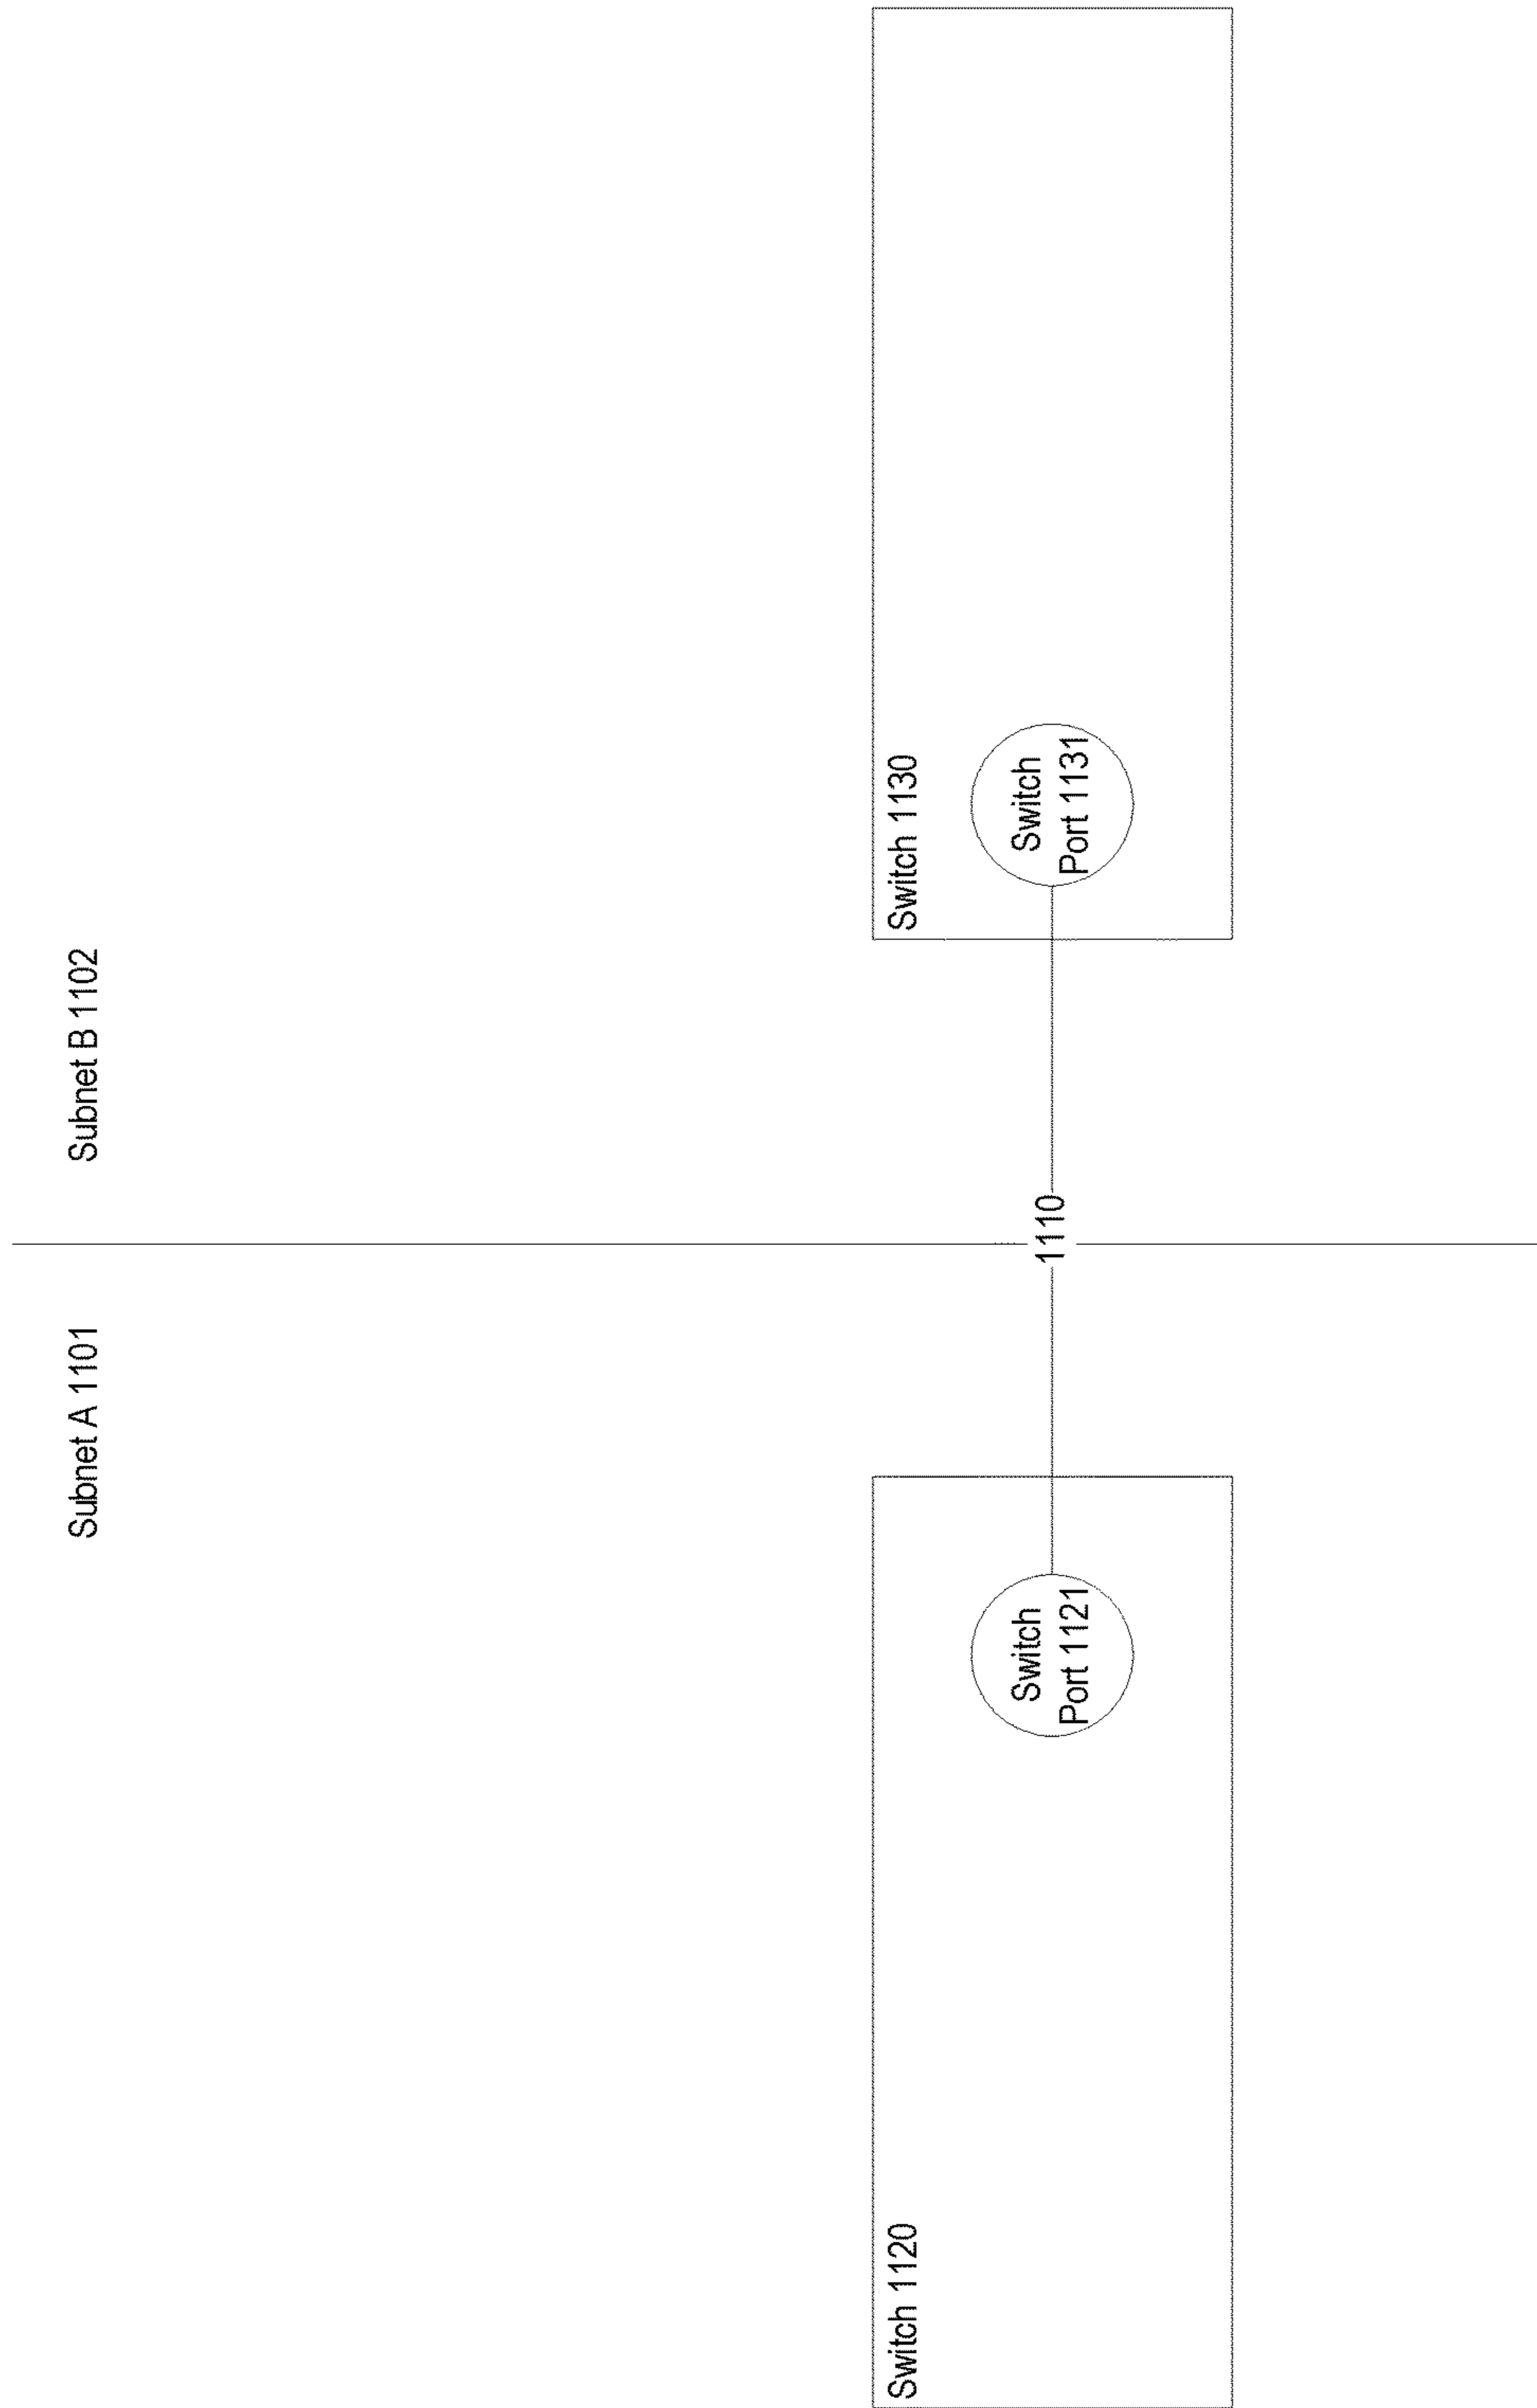 Subnet A 1101
Subnet B 1102
Switch 1120
Switch 1130
Switch
Port 1121
1110
Switch
Port 1131